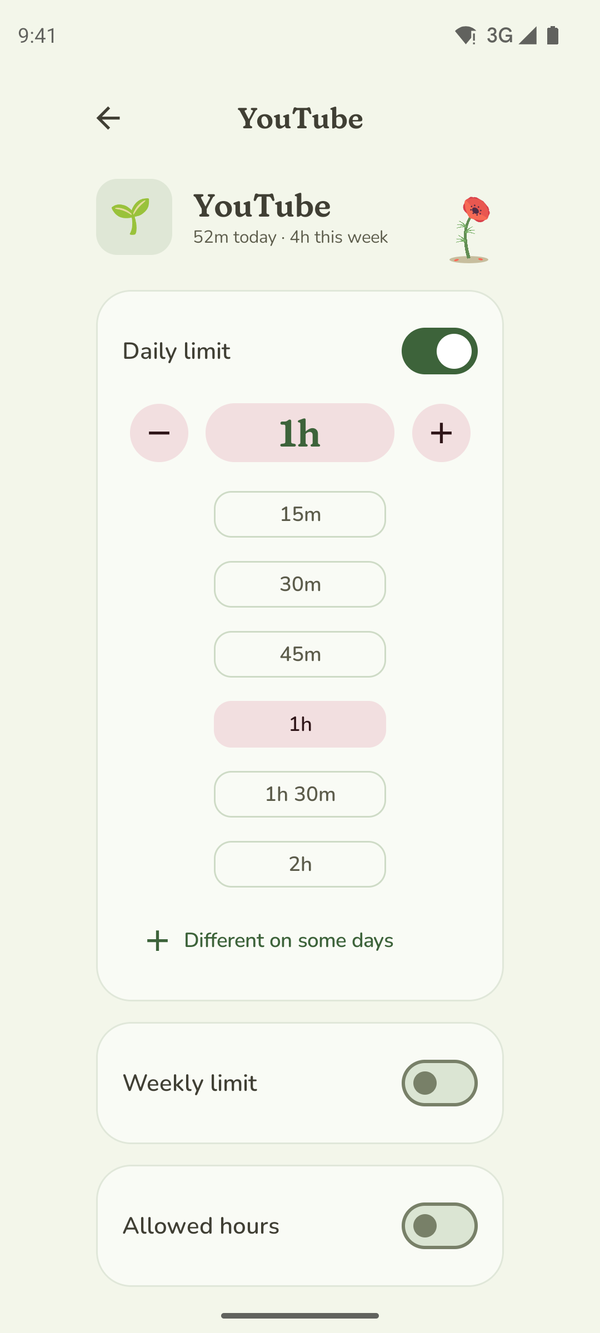 9:41
3G
YouTube
YouTube
52m today · 4h this week
Daily limit
1h
15m
30m
45m
1h
1h 30m
2h
Different on some days
Weekly limit
Allowed hours